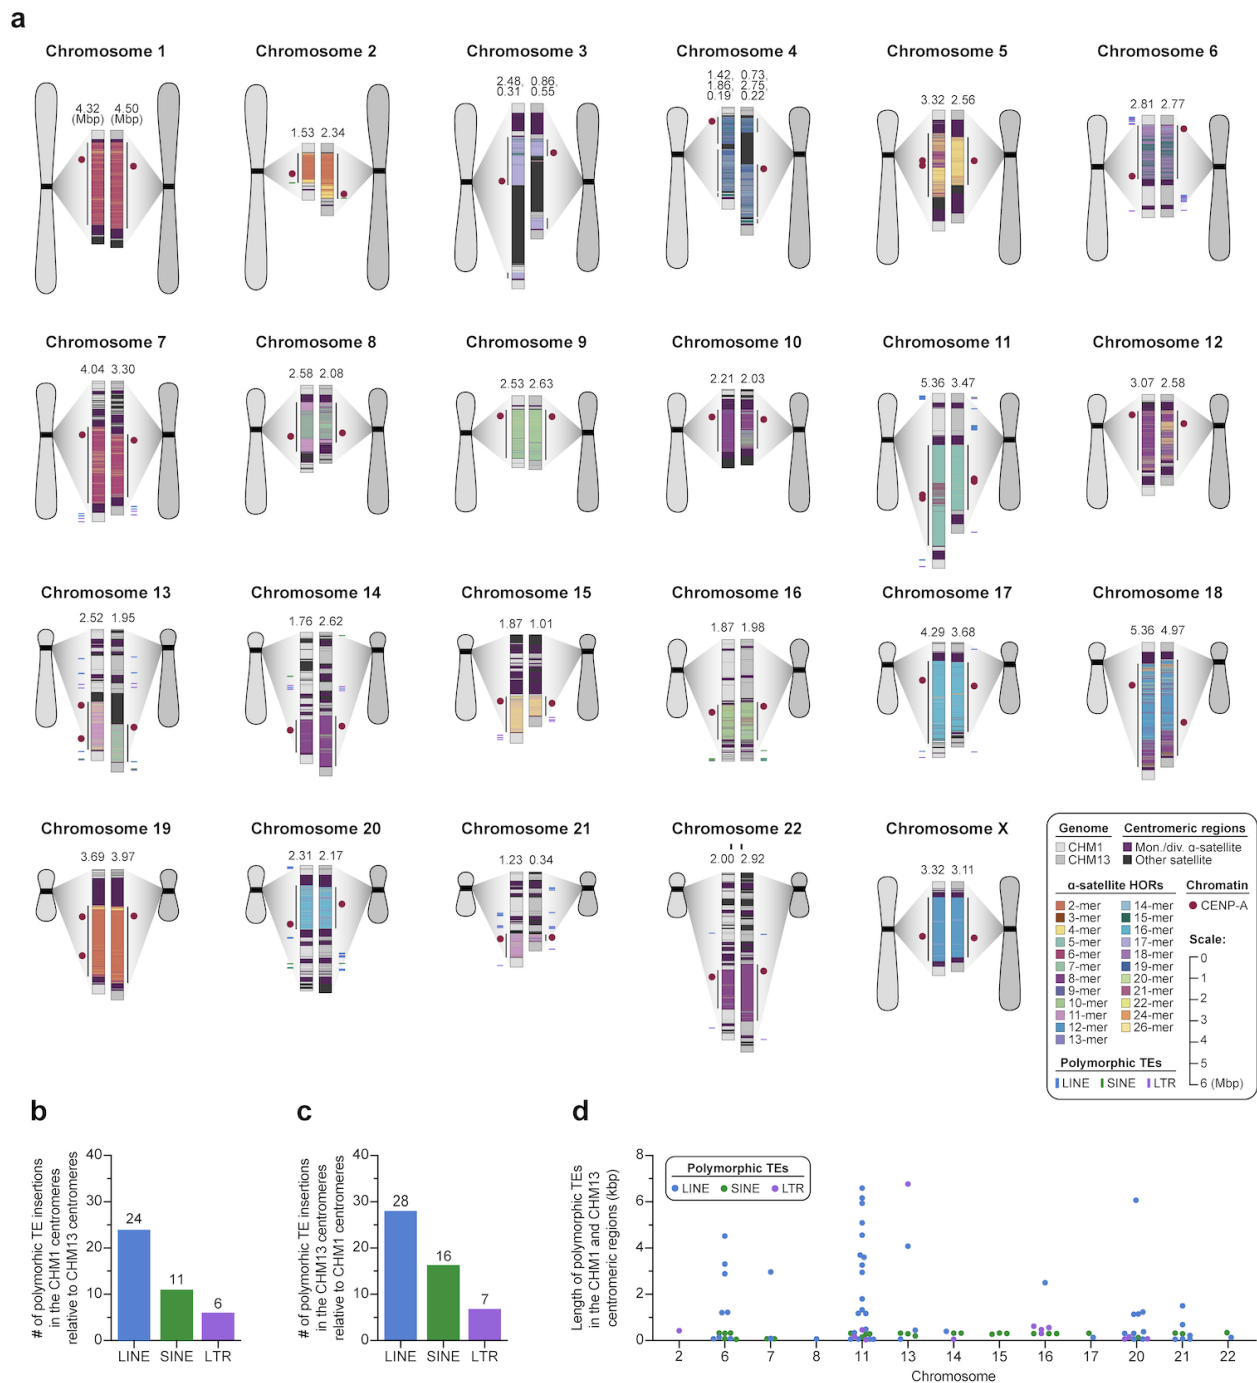 a
Chromosome 1
Chromosome 2
Chromosome 3
Chromosome 4
Chromosome 5
Chromosome 6
4.32
(Mbp)
4.50
(Mbp)
1.53 2.34
2.48,
0.31
0.86,
0.55
1.42,
1.86,
0.19
0.73,
2.75,
0.22
3.32 2.56
2.81 2.77
Chromosome 7
Chromosome 8
Chromosome 9
Chromosome 10
Chromosome 11
Chromosome 12
4.04 3.30
2.58 2.08
2.53 2.63
2.21 2.03
5.36 3.47
3.07 2.58
Chromosome 13
Chromosome 14
Chromosome 15
Chromosome 16
Chromosome 17
Chromosome 18
2.52 1.95
1.76 2.62
1.87 1.01
1.87 1.98
4.29 3.68
5.36 4.97
Chromosome 19
Chromosome 20
Chromosome 21
Chromosome 22
Chromosome X
3.69 3.97
2.31 2.17
1.23 0.34
2.00 2.92
3.32 3.11
Genome
CHM1
CHM13
Centromeric regions
Mon./div. α-satellite
Other satellite
α-satellite HORs
2-mer
3-mer
4-mer
5-mer
6-mer
7-mer
8-mer
9-mer
10-mer
11-mer
12-mer
13-mer
14-mer
15-mer
16-mer
17-mer
18-mer
19-mer
20-mer
21-mer
22-mer
24-mer
26-mer
Chromatin
CENP-A
Scale:
0
1
2
3
4
5
6 (Mbp)
Polymorphic TEs
LINE SINE LTR
b
# of polymorhic TE insertions
in the CHM1 centromeres
relative to CHM13 centromeres
40
30
20
10
0
24
11
6
LINE SINE LTR
c
# of polymorphic TE insertions
in the CHM13 centromeres
relative to CHM1 centromeres
40
30
20
10
0
28
16
7
LINE SINE LTR
d
Length of polymorphic TEs
in the CHM1 and CHM13
centromeric regions (kbp)
8
6
4
2
0
Polymorphic TEs
LINE SINE LTR
2 6 7 8 11 13 14 15 16 17 20 21 22
Chromosome